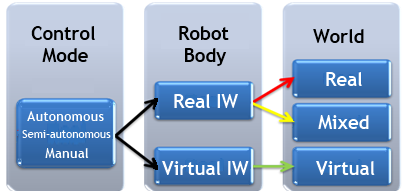 Control
Mode
Autonomous
Semi-autonomous
Manual
Robot
Body
Real IW
Virtual IW
World
Real
Mixed
Virtual